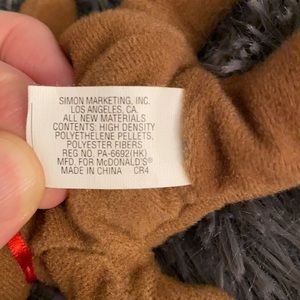 SIMON MARKETING, INC.
LOS ANGELES, CA.
ALL NEW MATERIALS
CONTENTS: HIGH DENSITY
POLYETHELENE PELLETS,
POLYESTER FIBERS
REG NO. PA-6692(HK)
MFD. FOR McDONALD'S®
MADE IN CHINA CR4